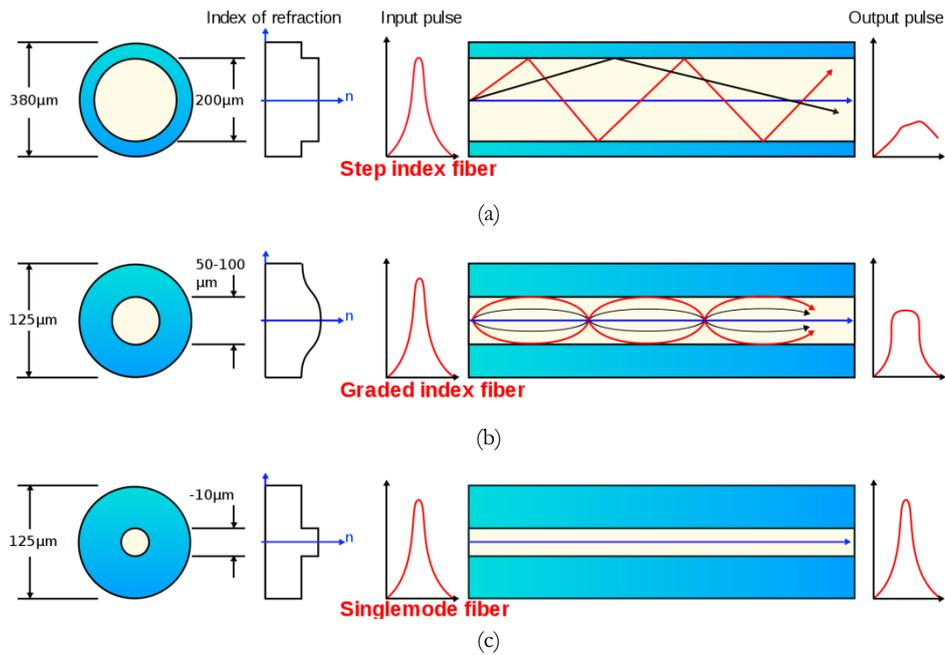 Index of refraction
Input pulse
Output pulse
380μm
200μm
n
Step index fiber
(a)
50-100
μm
125μm
n
Graded index fiber
(b)
-10μm
125μm
n
Singlemode fiber
(c)